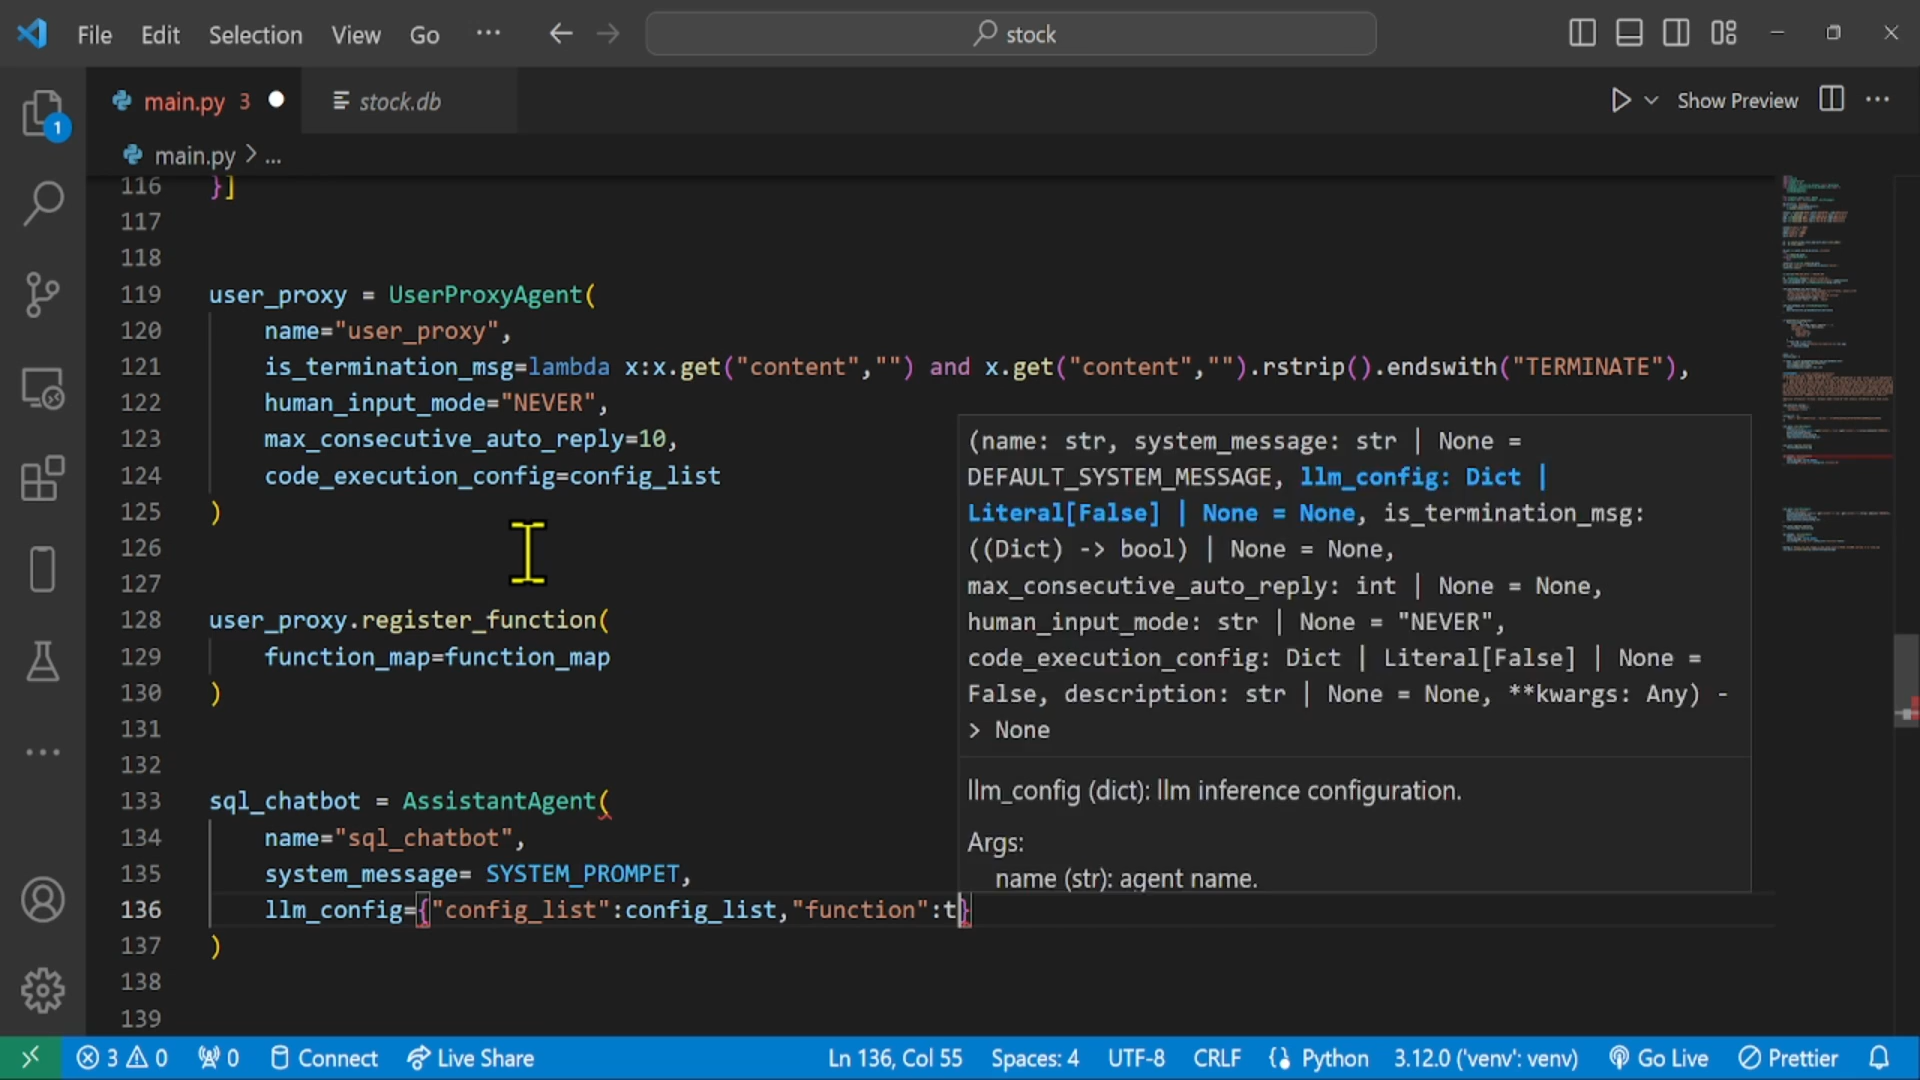 File Edit Selection View Go ··· ← → stock
main.py 3 stock.db Show Preview ···
main.py > ...
116 }]
117
118
119 user_proxy = UserProxyAgent(
120 name="user_proxy",
121 is_termination_msg=lambda x:x.get("content","") and x.get("content","").rstrip().endswith("TERMINATE"),
122 human_input_mode="NEVER",
123 max_consecutive_auto_reply=10,
124 code_execution_config=config_list
125 )
126
127
128 user_proxy.register_function(
129 function_map=function_map
130 )
131
132
133 sql_chatbot = AssistantAgent(
134 name="sql_chatbot",
135 system_message= SYSTEM_PROMPET,
136 llm_config={"config_list":config_list,"function":t}
137 )
138
139
(name: str, system_message: str | None =
DEFAULT_SYSTEM_MESSAGE, llm_config: Dict |
Literal[False] | None = None, is_termination_msg:
((Dict) -> bool) | None = None,
max_consecutive_auto_reply: int | None = None,
human_input_mode: str | None = "NEVER",
code_execution_config: Dict | Literal[False] | None =
False, description: str | None = None, **kwargs: Any) -
> None
llm_config (dict): llm inference configuration.
Args:
name (str): agent name.
1
3 0 0 Connect Live Share Ln 136, Col 55 Spaces: 4 UTF-8 CRLF Python 3.12.0 ('venv': venv) Go Live Prettier